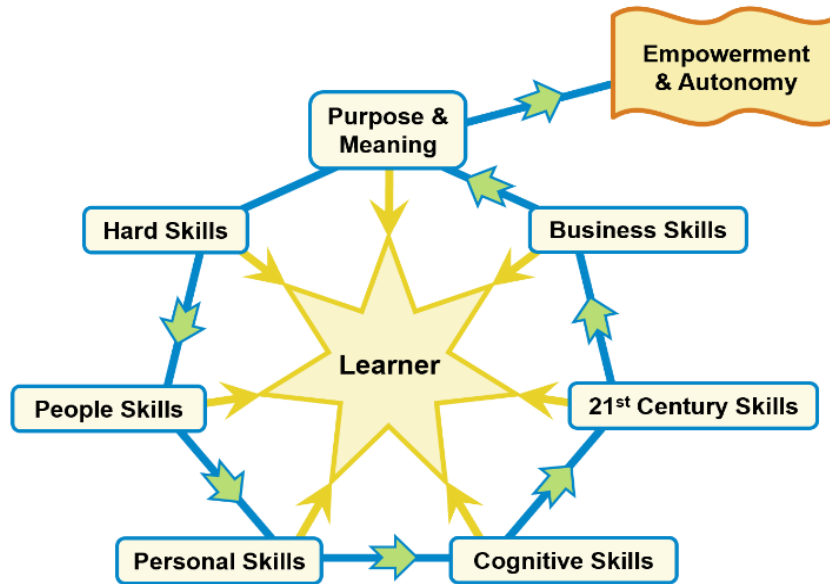 Empowerment
& Autonomy
Purpose &
Meaning
Hard Skills
Business Skills
Learner
People Skills
21st Century Skills
Personal Skills
Cognitive Skills